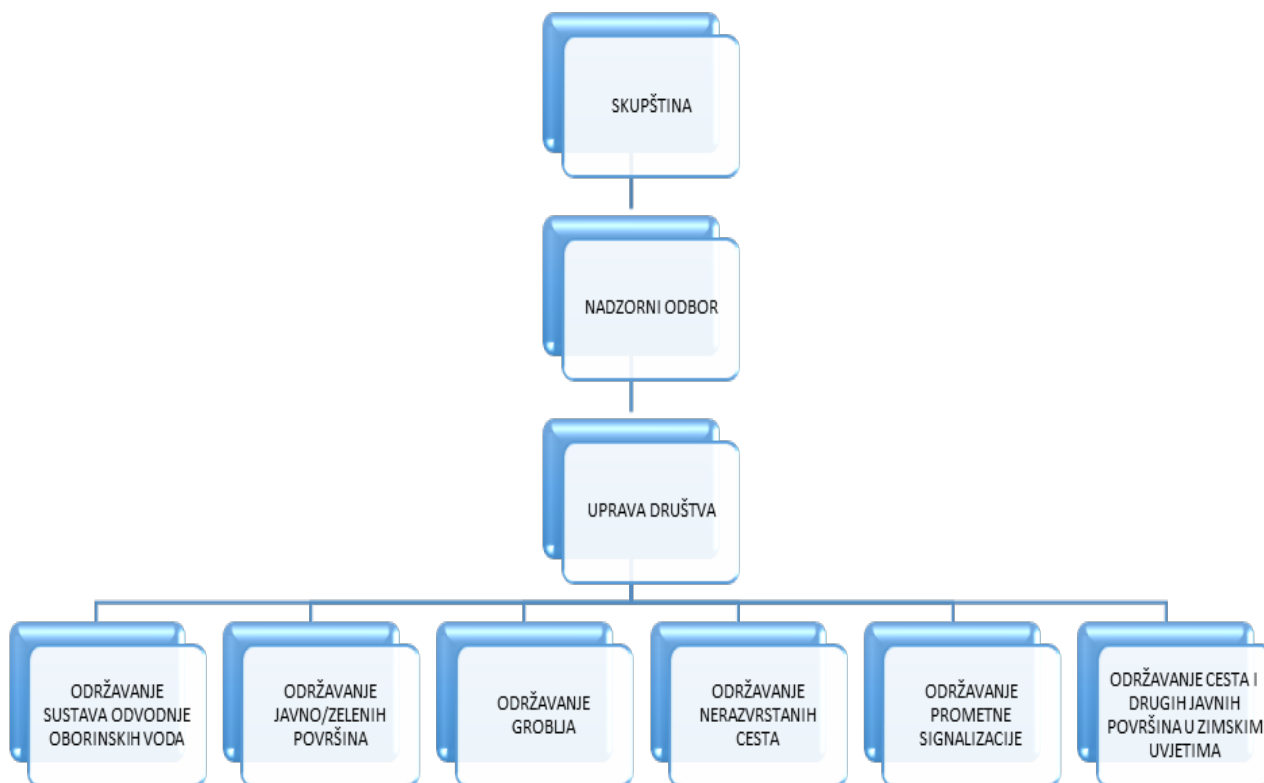 SKUPŠTINA
NADZORNI ODBOR
UPRAVA DRUŠTVA
ODRŽAVANJE
SUSTAVA ODVODNJE
OBORINSKIH VODA
ODRŽAVANJE
JAVNO/ZELENIH
POVRŠINA
ODRŽAVANJE
GROBLJA
ODRŽAVANJE
NERAZVRSTANIH
CESTA
ODRŽAVANJE
PROMETNE
SIGNALIZACIJE
ODRŽAVANJE CESTA I
DRUGIH JAVNIH
POVRŠINA U ZIMSKIM
UVJETIMA